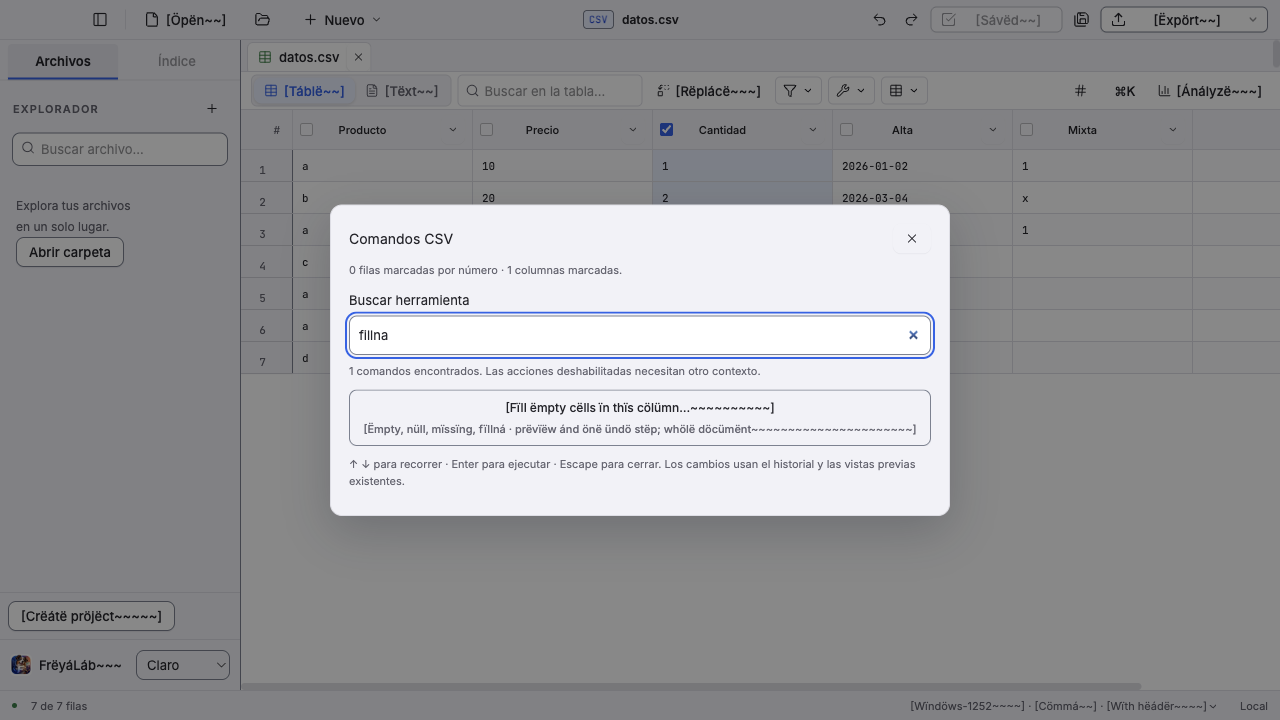 [Öpën~~]
Nuevo
CSV datos.csv
[Sávëd~~]
[Ëxpört~~]
Archivos
Índice
datos.csv
[Táblë~~]
[Tëxt~~]
Buscar en la tabla...
[Rëplácë~~~]
⌘K
[Ánályzë~~~]
EXPLORADOR
Buscar archivo...
Explora tus archivos
en un solo lugar.
Abrir carpeta
# Producto Precio Cantidad Alta Mixta
1 a 10 1 2026-01-02 1
2 b 20 2 2026-03-04 x
3 a 1
4 c
5 a
6 a
7 d
Comandos CSV
0 filas marcadas por número · 1 columnas marcadas.
Buscar herramienta
fillna
1 comandos encontrados. Las acciones deshabilitadas necesitan otro contexto.
[Fïll ëmpty cëlls ïn thïs cölümn...~~~~~~~~~~]
[Ëmpty, nüll, mïssïng, fïllná · prëvïëw ánd önë ündö stëp; whölë döcümënt~~~~~~~~~~~~~~~~~~~~~~]
↑ ↓ para recorrer · Enter para ejecutar · Escape para cerrar. Los cambios usan el historial y las vistas previas
existentes.
[Crëátë pröjëct~~~~~]
FrëyáLáb~~~
Claro
7 de 7 filas
[Wïndöws-1252~~~~] · [Cömmá~~] · [Wïth hëádër~~~~]
Local